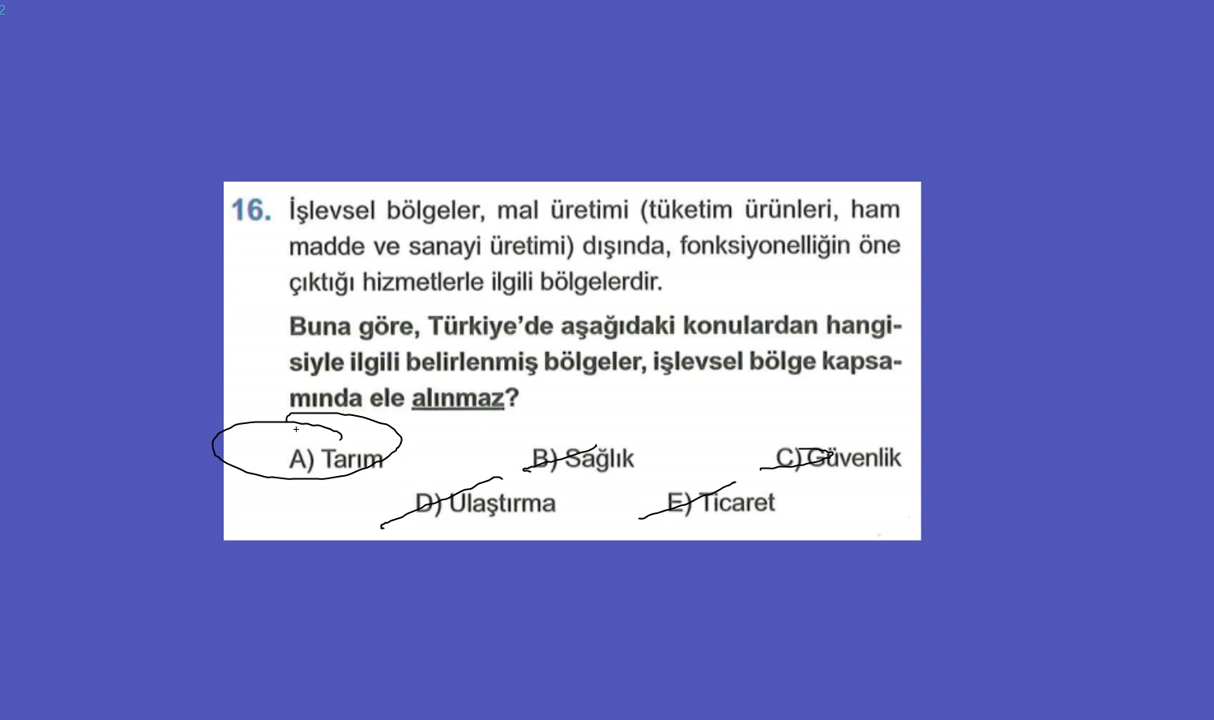 2
16. İşlevsel bölgeler, mal üretimi (tüketim ürünleri, ham
madde ve sanayi üretimi) dışında, fonksiyonelliğin öne
çıktığı hizmetlerle ilgili bölgelerdir.
Buna göre, Türkiye'de aşağıdaki konulardan hangi-
siyle ilgili belirlenmiş bölgeler, işlevsel bölge kapsa-
mında ele alınmaz?
A) Tarım B) Sağlık C) Güvenlik
D) Ulaştırma E) Ticaret